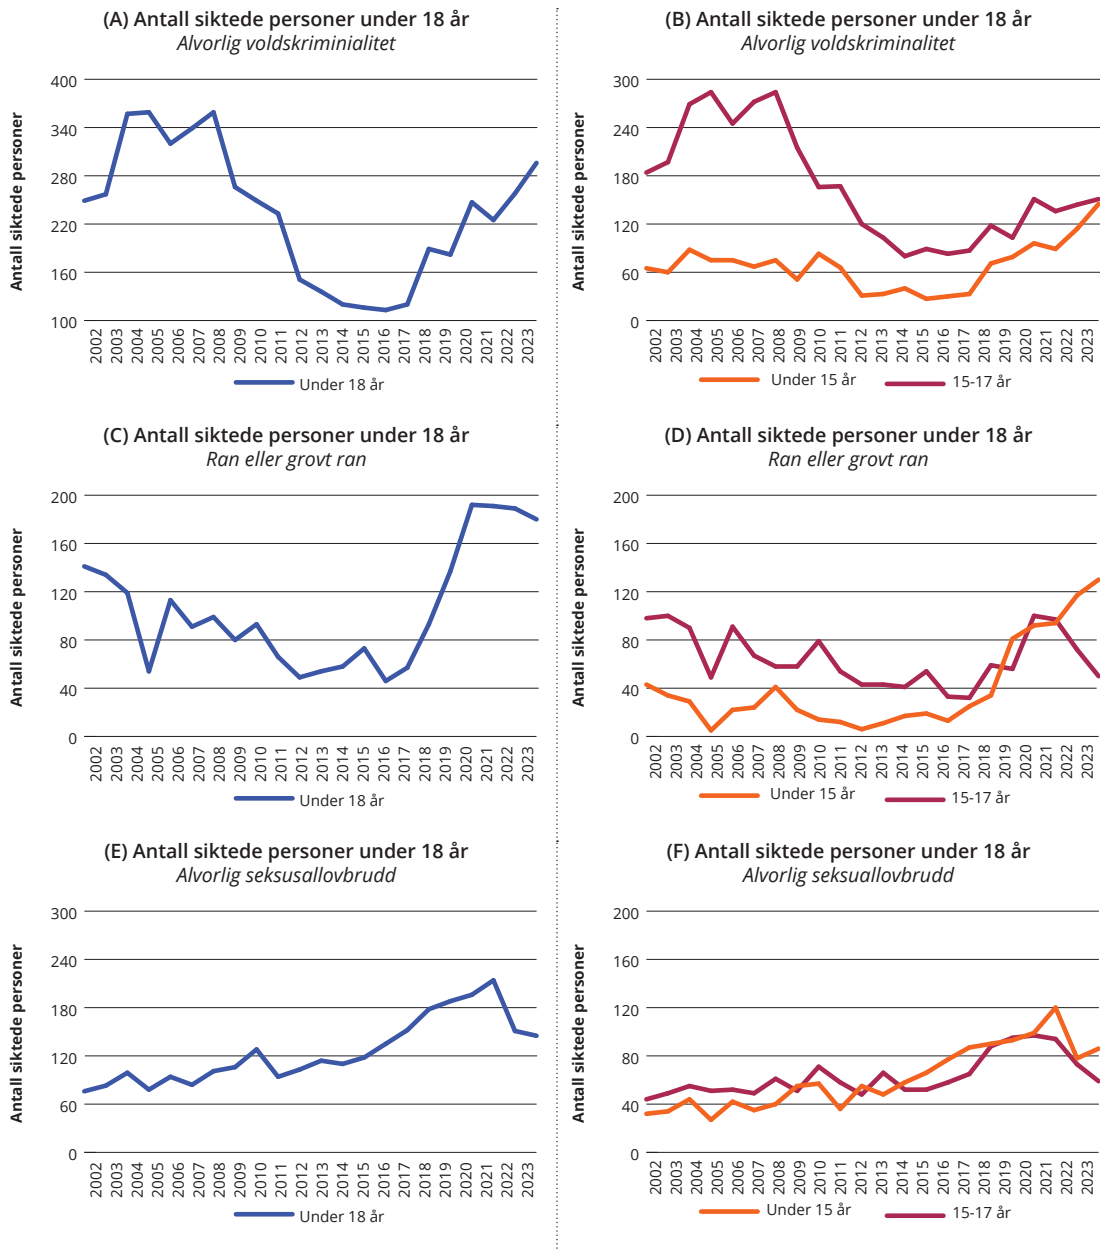 (A) Antall siktede personer under 18 år
Alvorlig voldskriminialitet
Antall siktede personer
400
340
280
220
160
100
2002 2003 2004 2005 2006 2007 2008 2009 2010 2011 2012 2013 2014 2015 2016 2017 2018 2019 2020 2021 2022 2023
Under 18 år
(B) Antall siktede personer under 18 år
Alvorlig voldskriminalitet
Antall siktede personer
300
240
180
120
60
0
2002 2003 2004 2005 2006 2007 2008 2009 2010 2011 2012 2013 2014 2015 2016 2017 2018 2019 2020 2021 2022 2023
Under 15 år 15-17 år
(C) Antall siktede personer under 18 år
Ran eller grovt ran
Antall siktede personer
200
160
120
80
40
0
2002 2003 2004 2005 2006 2007 2008 2009 2010 2011 2012 2013 2014 2015 2016 2017 2018 2019 2020 2021 2022 2023
Under 18 år
(D) Antall siktede personer under 18 år
Ran eller grovt ran
Antall siktede personer
200
160
120
80
40
0
2002 2003 2004 2005 2006 2007 2008 2009 2010 2011 2012 2013 2014 2015 2016 2017 2018 2019 2020 2021 2022 2023
Under 15 år 15-17 år
(E) Antall siktede personer under 18 år
Alvorlig seksusallovbrudd
Antall siktede personer
300
240
180
120
60
0
2002 2003 2004 2005 2006 2007 2008 2009 2010 2011 2012 2013 2014 2015 2016 2017 2018 2019 2020 2021 2022 2023
Under 18 år
(F) Antall siktede personer under 18 år
Alvorlig seksuallovbrudd
Antall siktede personer
200
160
120
80
40
0
2002 2003 2004 2005 2006 2007 2008 2009 2010 2011 2012 2013 2014 2015 2016 2017 2018 2019 2020 2021 2022 2023
Under 15 år 15-17 år